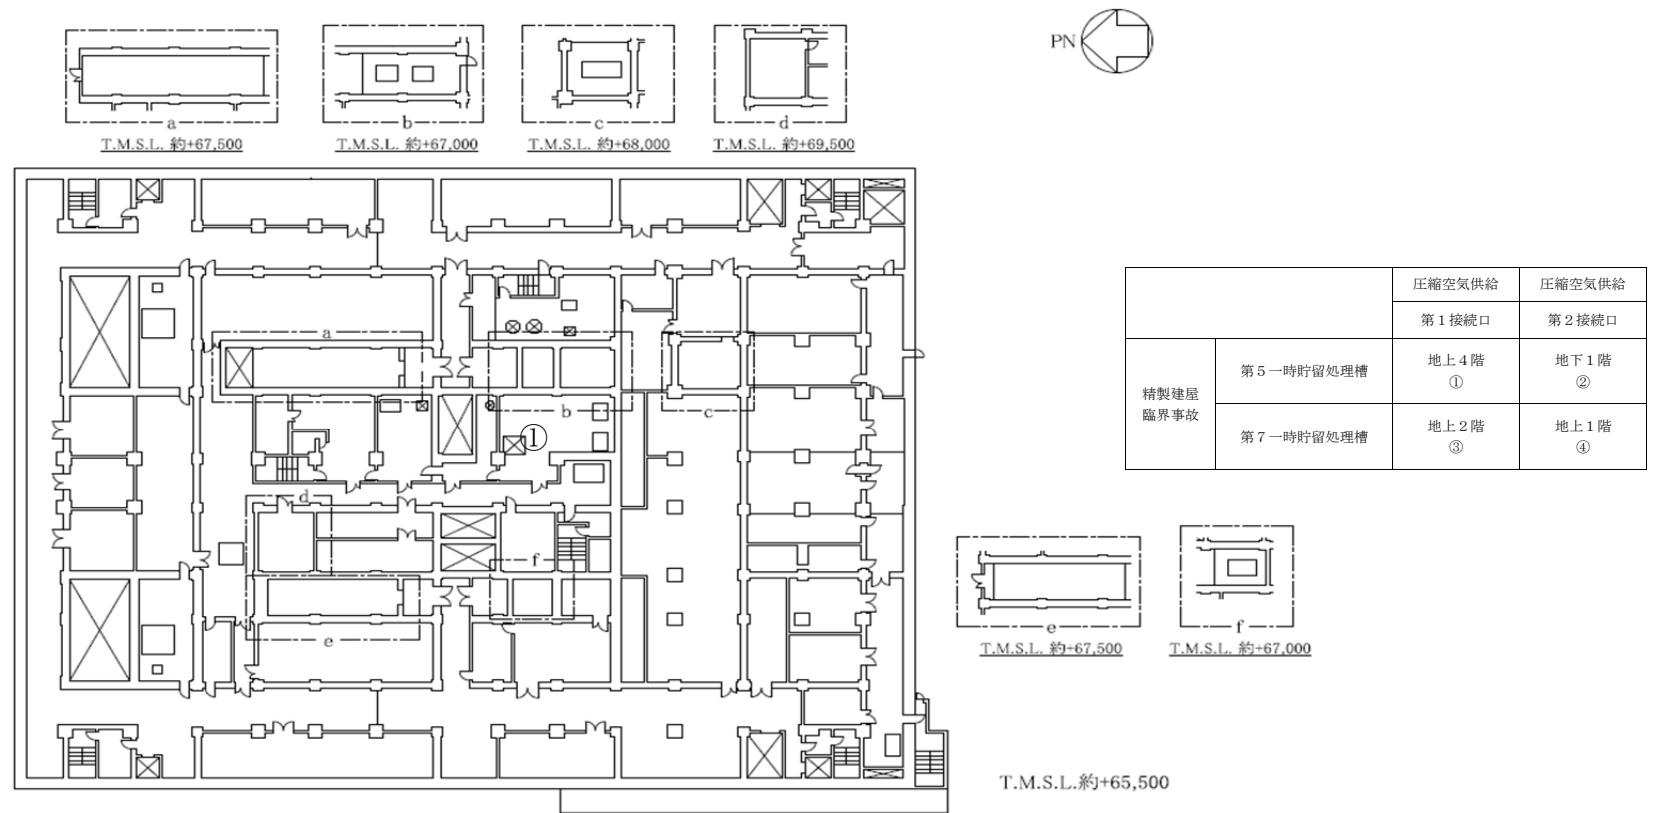 PN
a
T.M.S.L. 約+67,500
b
T.M.S.L. 約+67,000
c
T.M.S.L. 約+68,000
d
T.M.S.L. 約+69,500
a
b
c
①
d
f
e
圧縮空気供給
圧縮空気供給
第1接続口
第2接続口
精製建屋
臨界事故
第5一時貯留処理槽
地上4階
①
地下1階
②
第7一時貯留処理槽
地上2階
③
地上1階
④
e
T.M.S.L. 約+67,500
f
T.M.S.L. 約+67,000
T.M.S.L.約+65,500